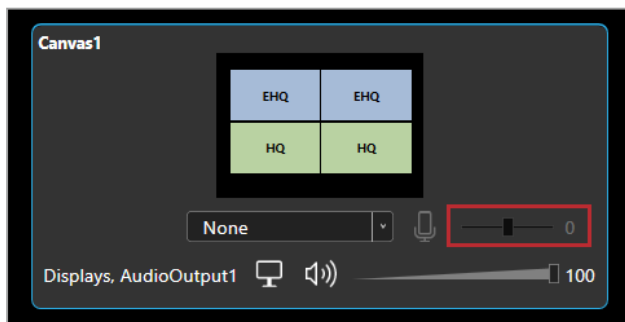 Canvas1
EHQ EHQ
HQ HQ
None 0
Displays, AudioOutput1 100